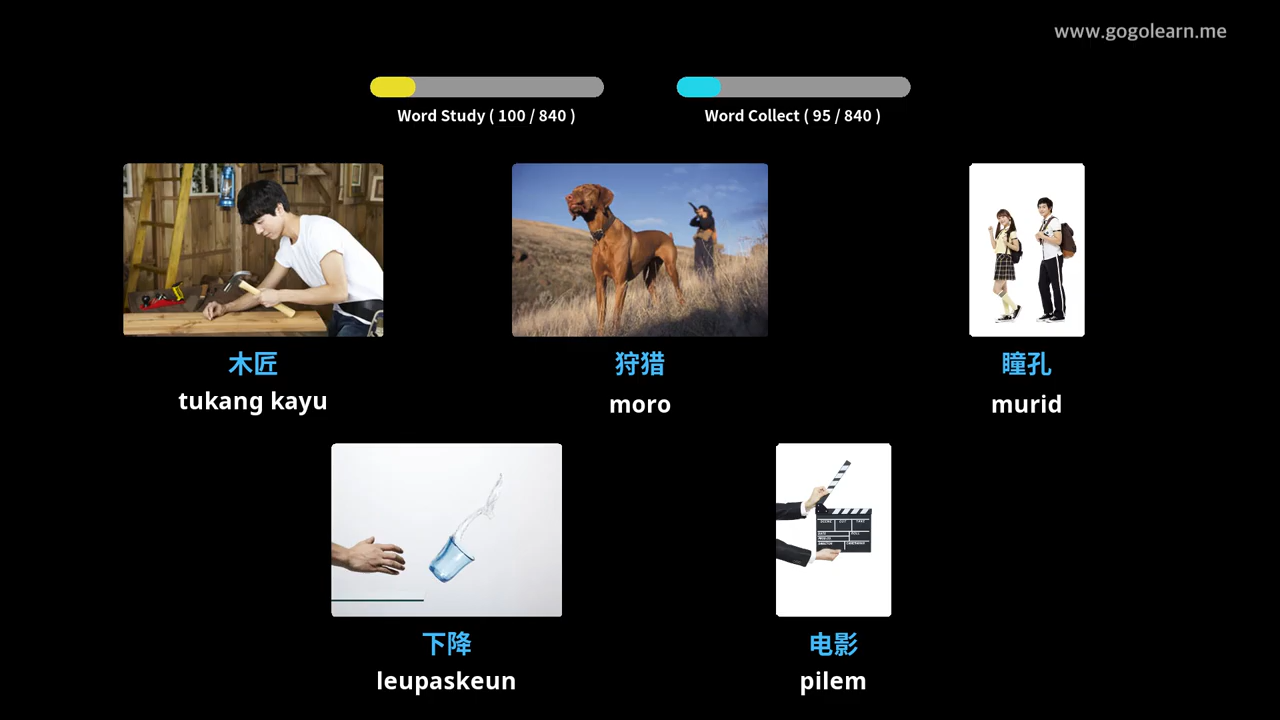 www.gogolearn.me
Word Study ( 100 / 840 )
Word Collect ( 95 / 840 )
木匠
tukang kayu
狩猎
moro
瞳孔
murid
下降
leupaskeun
电影
pilem